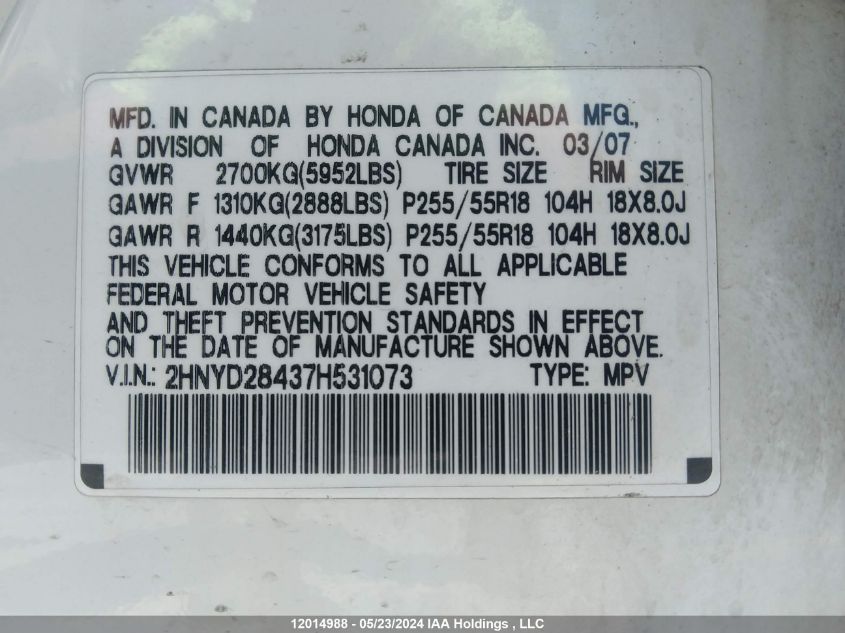 MFD. IN CANADA BY HONDA OF CANADA MFG.,
A DIVISION OF HONDA CANADA INC. 03/07
GVWR 2700KG(5952LBS) TIRE SIZE RIM SIZE
GAWR F 1310KG(2888LBS) P255/55R18 104H 18X8.0J
GAWR R 1440KG(3175LBS) P255/55R18 104H 18X8.0J
THIS VEHICLE CONFORMS TO ALL APPLICABLE
FEDERAL MOTOR VEHICLE SAFETY
AND THEFT PREVENTION STANDARDS IN EFFECT
ON THE DATE OF MANUFACTURE SHOWN ABOVE.
V.I.N.: 2HNYD28437H531073 TYPE: MPV
12014988 - 05/23/2024 IAA Holdings , LLC